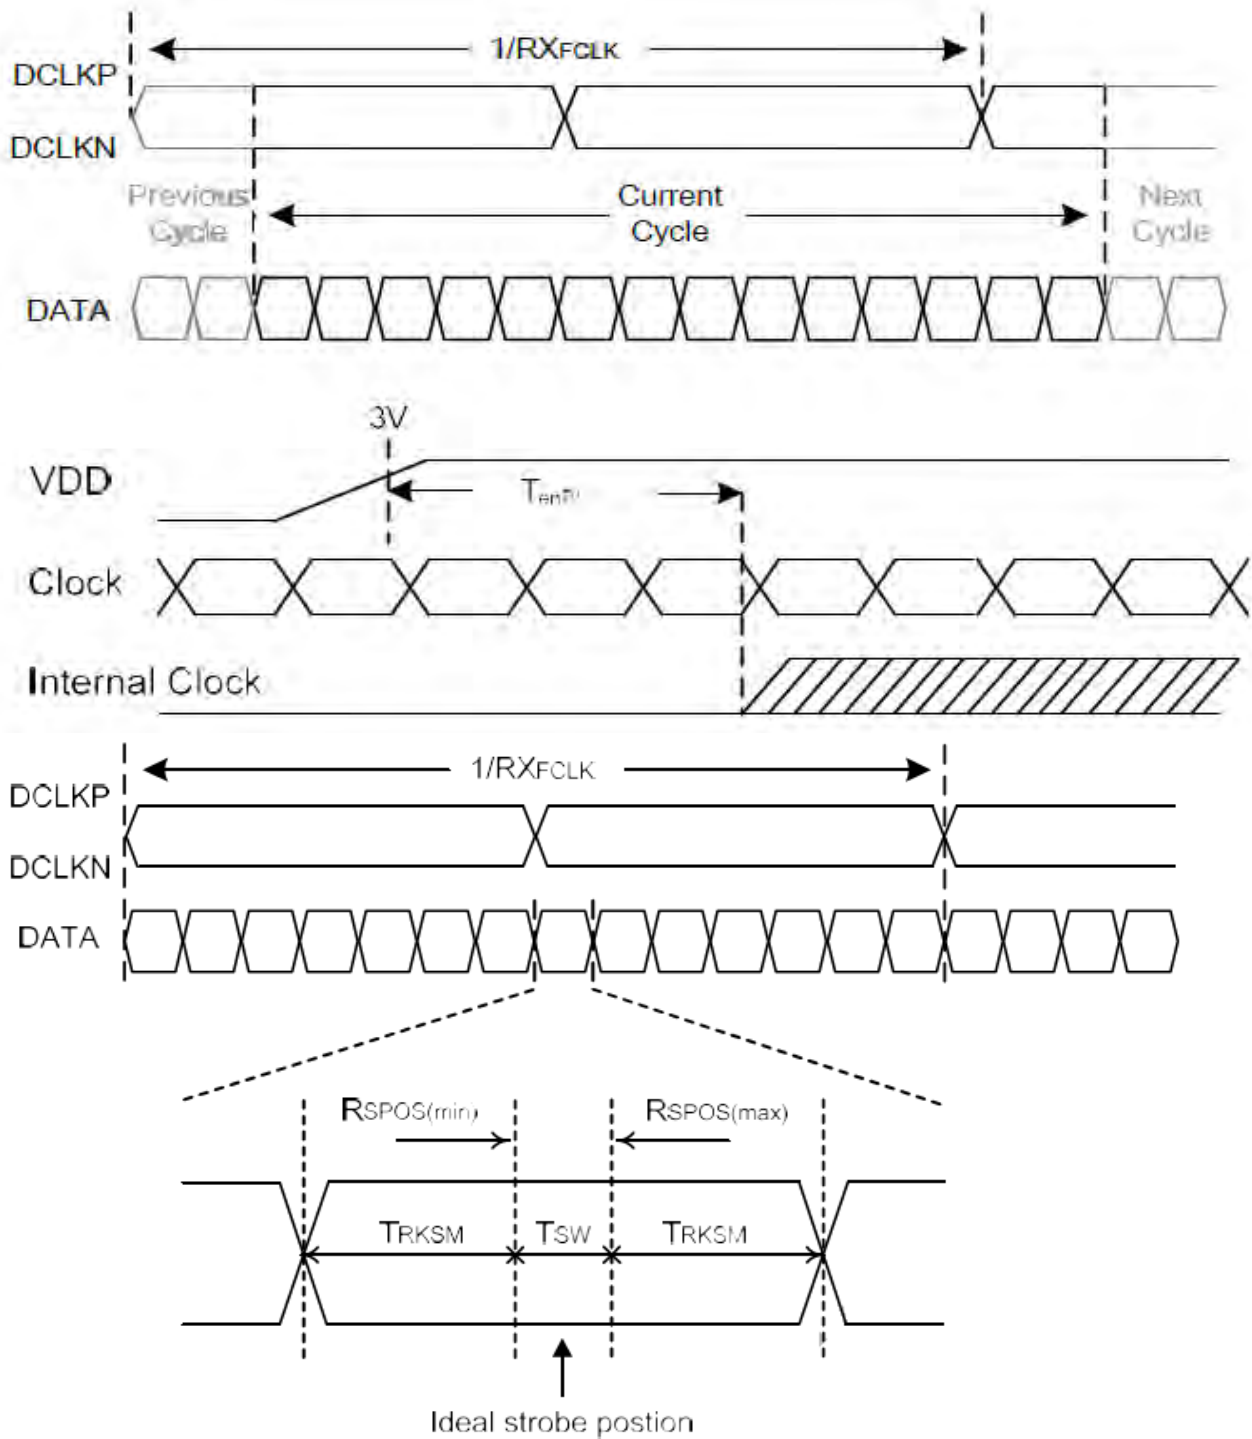 1/RXFCLK
DCLKP
DCLKN
Previous
Cycle
Current
Cycle
Next
Cycle
DATA
3V
VDD
Clock
Internal Clock
1/RXFCLK
DCLKP
DCLKN
DATA
RSPOS(min)
RSPOS(max)
TRKSM
TSW
TRKSM
Ideal strobe postion